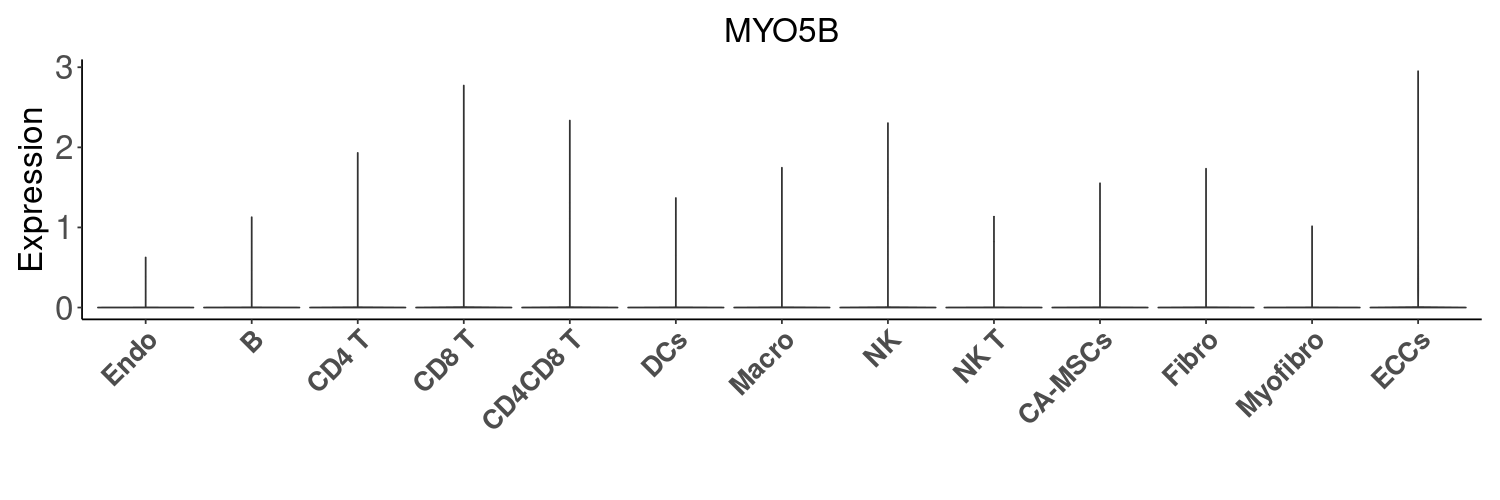 MYO5B
Expression
3
2
1
0
Endo
B
CD4 T
CD8 T
CD4CD8 T
DCs
Macro
NK
NK T
CA-MSCs
Fibro
Myofibro
ECCs